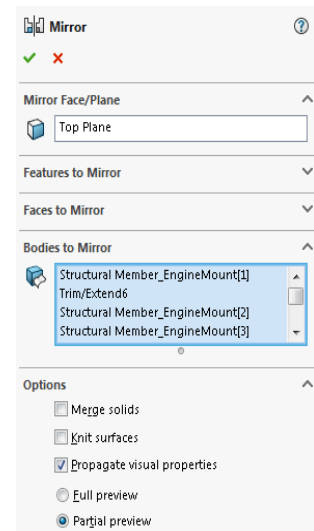 Mirror
Mirror Face/Plane
Top Plane
Features to Mirror
Faces to Mirror
Bodies to Mirror
Structural Member_EngineMount[1]
Trim/Extend6
Structural Member_EngineMount[2]
Structural Member_EngineMount[3]
Options
Merge solids
Knit surfaces
Propagate visual properties
Full preview
Partial preview